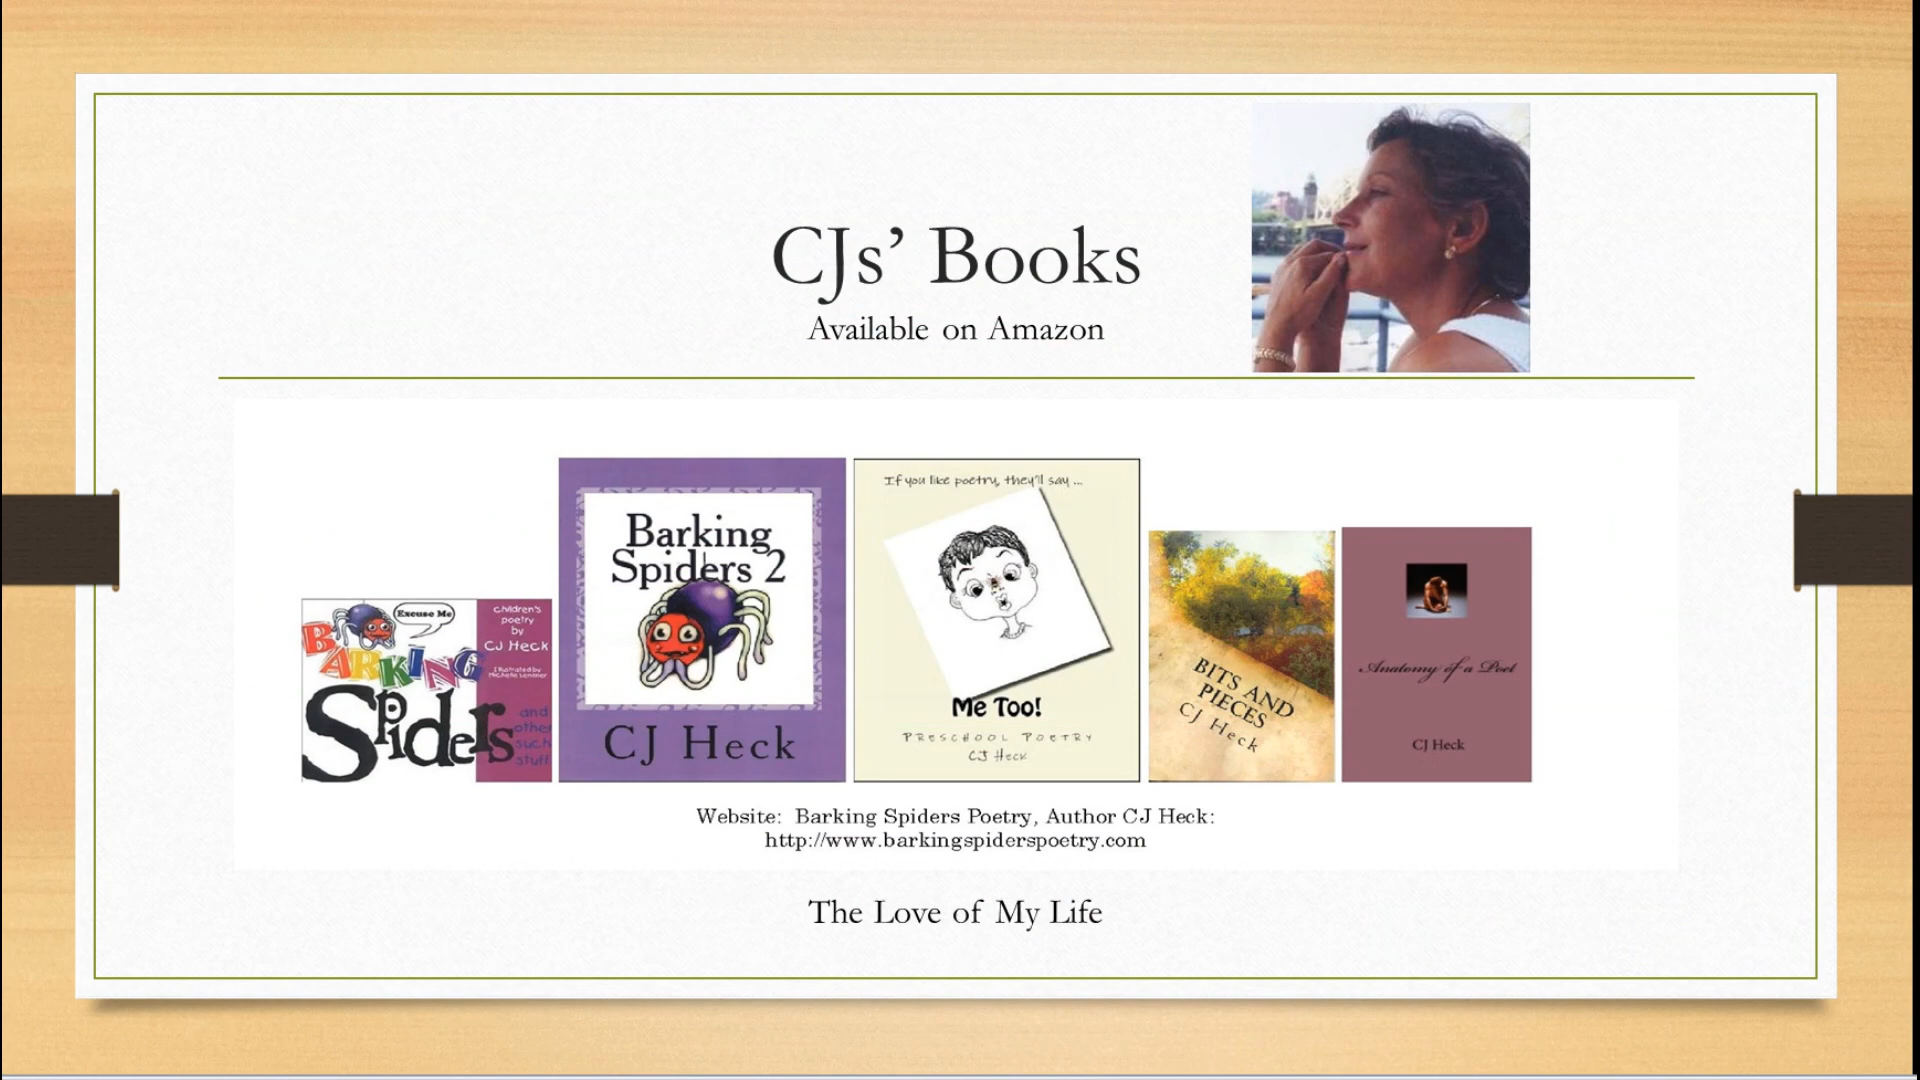 CJs’ Books
Available on Amazon
Excuse Me
BARKING
Spiders
children's
poetry
by
CJ Heck
Illustrated by
and
other
such
stuff
Barking
Spiders 2
CJ Heck
If you like poetry, they'll say ...
Me Too!
PRESCHOOL POETRY
CJ Heck
BITS AND
PIECES
CJ Heck
Anatomy of a Poet
CJ Heck
Website:  Barking Spiders Poetry, Author CJ Heck:
http://www.barkingspiderspoetry.com
The Love of My Life